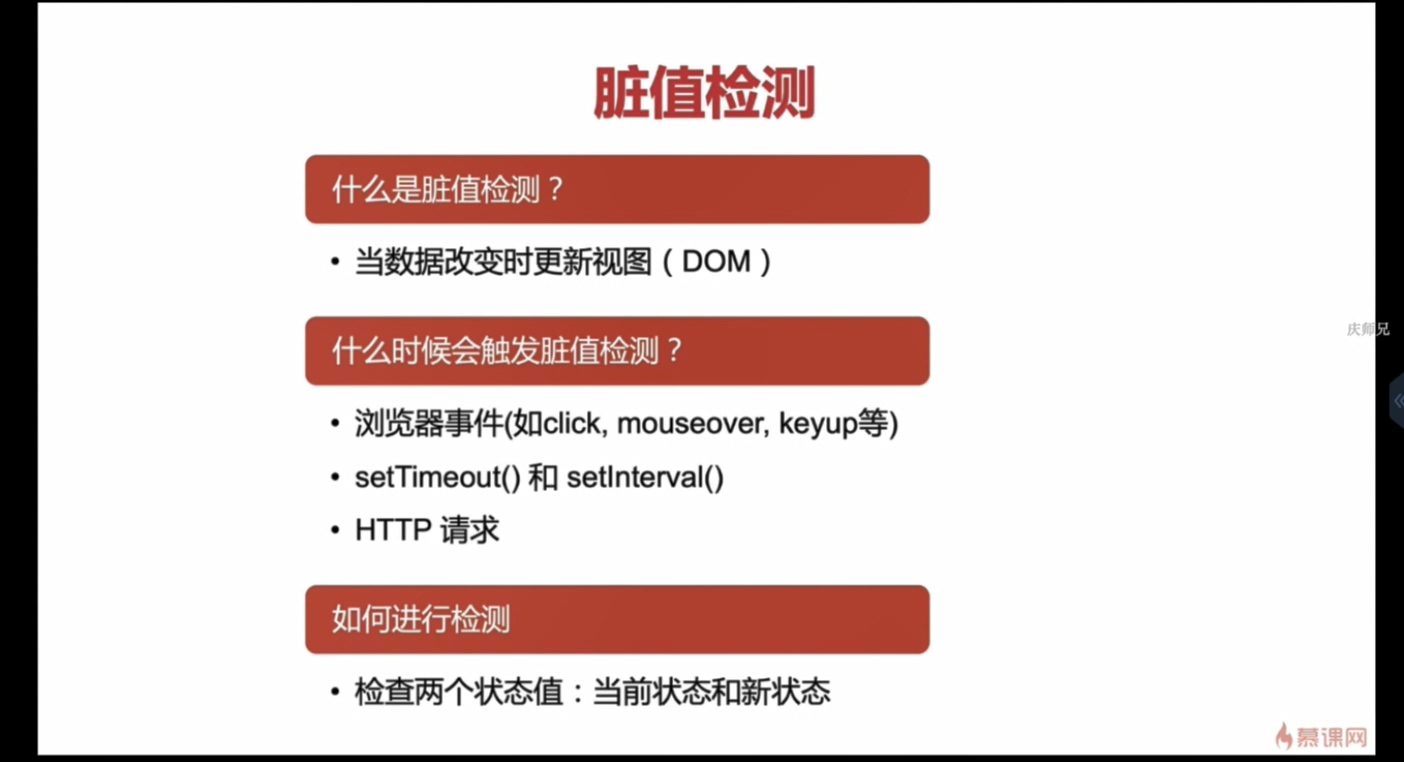 脏值检测
什么是脏值检测？
• 当数据改变时更新视图（DOM）
什么时候会触发脏值检测？
• 浏览器事件(如click, mouseover, keyup等)
• setTimeout() 和 setInterval()
• HTTP 请求
庆师兄
如何进行检测
• 检查两个状态值：当前状态和新状态
慕课网